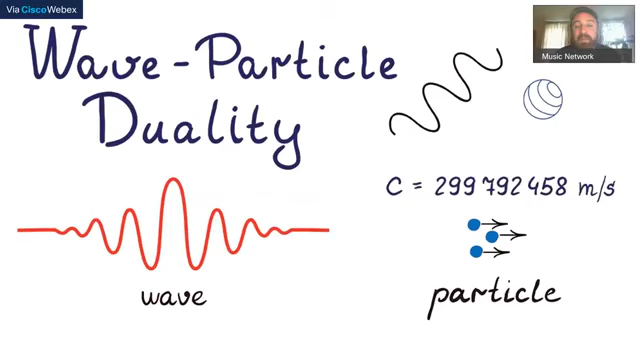 Via CiscoWebex
Music Network
Wave-Particle
Duality
C = 299 792 458 m/s
wave
particle